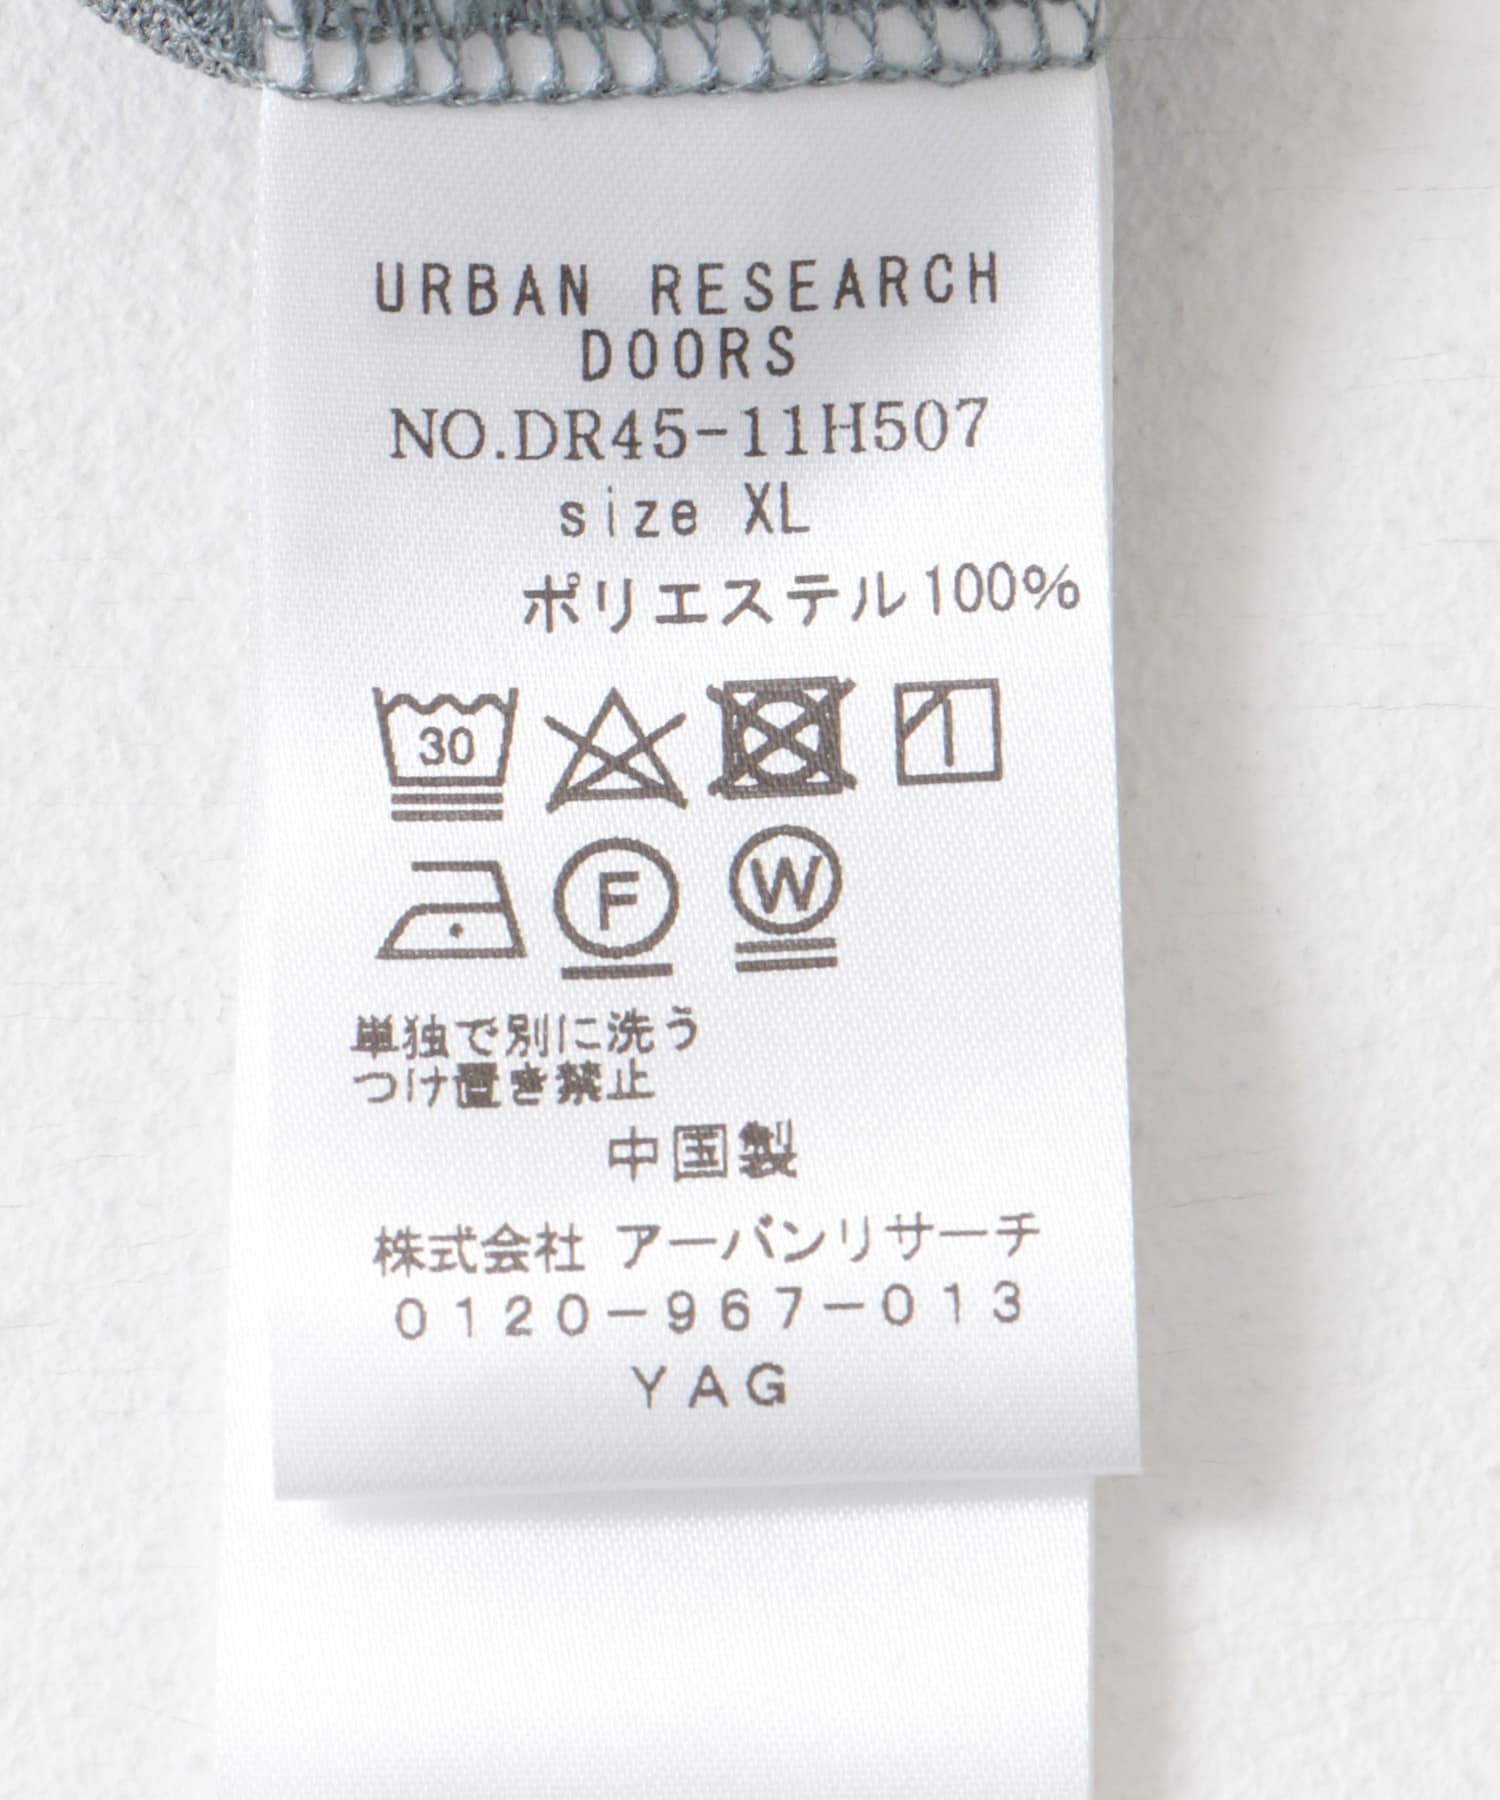 URBAN RESEARCH
DOORS
NO.DR45-11H507
size XL
ポリエステル100%
30
F W
単独で別に洗う
つけ置き禁止
中国製
株式会社 アーバンリサーチ
0120-967-013
YAG